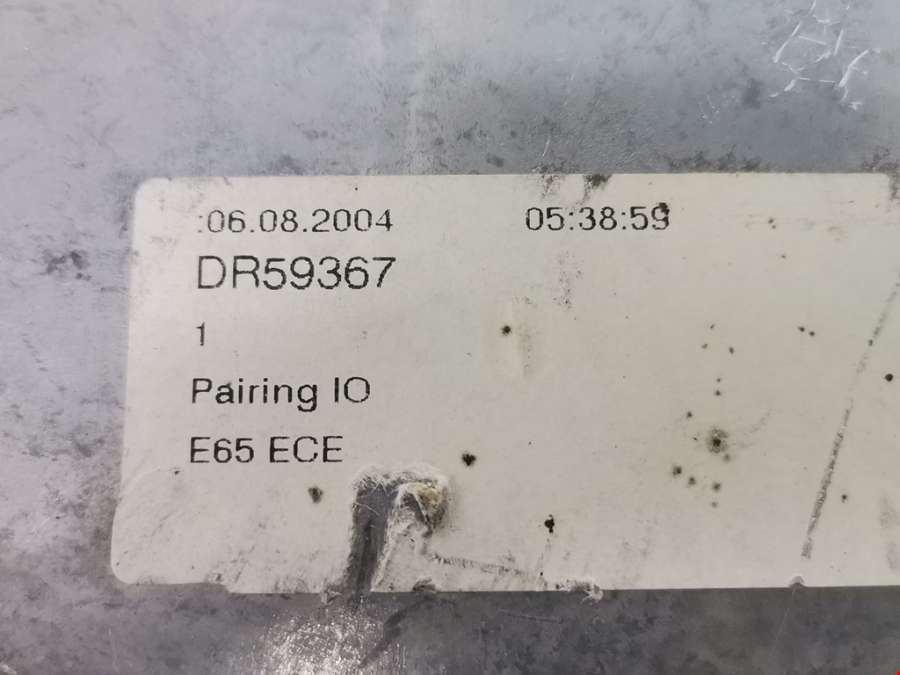 :06.08.2004 05:38:59
DR59367
1
Pairing IO
E65 ECE